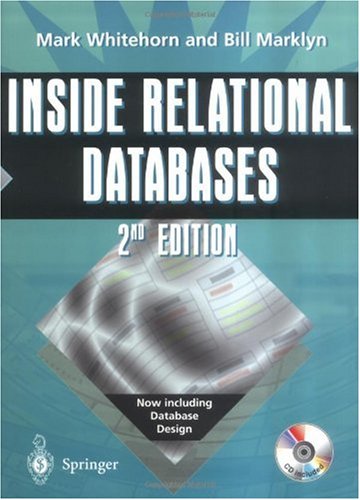 Mark Whitehorn and Bill Marklyn
INSIDE RELATIONAL
DATABASES
2ND EDITION
Now including
Database
Design
CD included
Springer